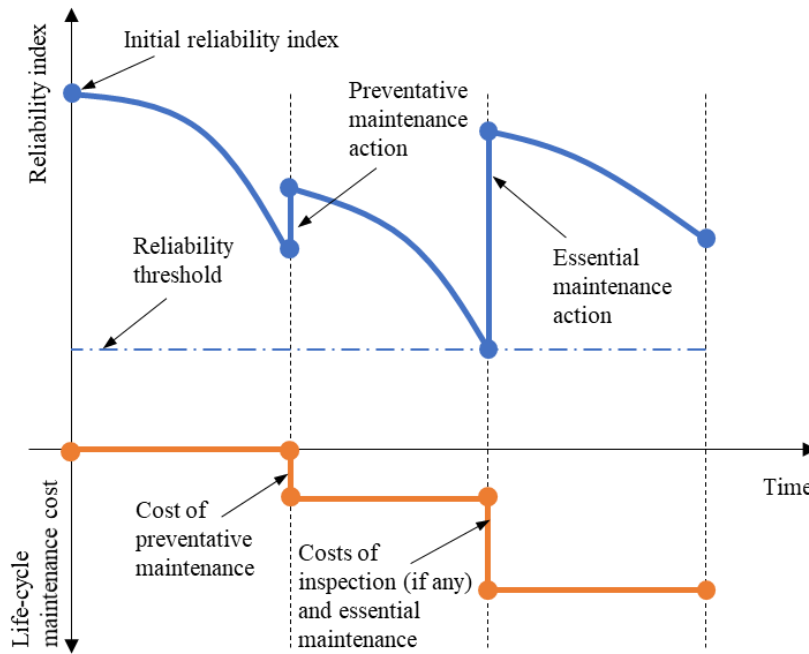 Initial reliability index
Reliability index
Preventative
maintenance
action
Reliability
threshold
Essential
maintenance
action
Time
Life-cycle
maintenance cost
Cost of
preventative
maintenance
Costs of
inspection (if any)
and essential
maintenance